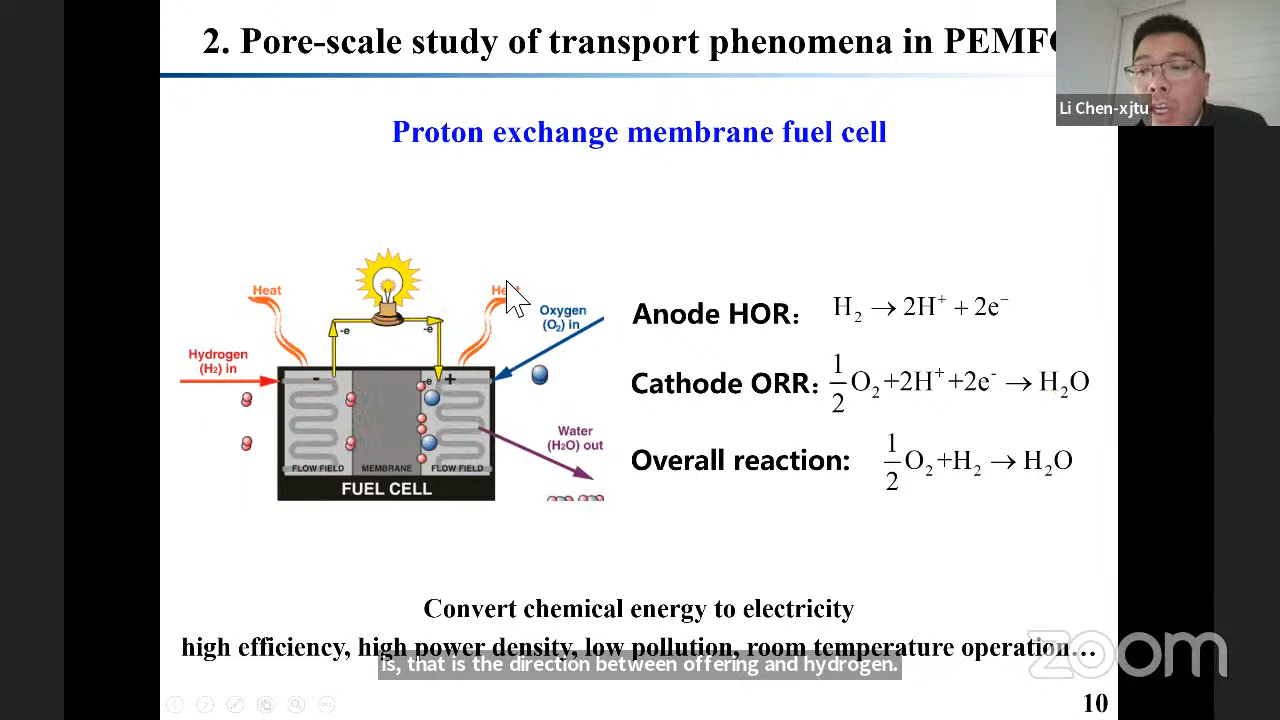 2. Pore-scale study of transport phenomena in PEMFC
Li Chen-xjtu
Proton exchange membrane fuel cell
Heat
Heat
Oxygen
(O₂) in
Hydrogen
(H₂) in
-e
-e
-
-e
+
Water
(H₂O) out
FLOW FIELD
MEMBRANE
FLOW FIELD
FUEL CELL
Anode HOR: H₂ → 2H⁺ + 2e⁻
Cathode ORR: 1/2 O₂+2H⁺+2e⁻ → H₂O
Overall reaction: 1/2 O₂+H₂ → H₂O
Convert chemical energy to electricity
high efficiency, high power density, low pollution, room temperature operation…
is, that is the direction between offering and hydrogen.
zoom
10